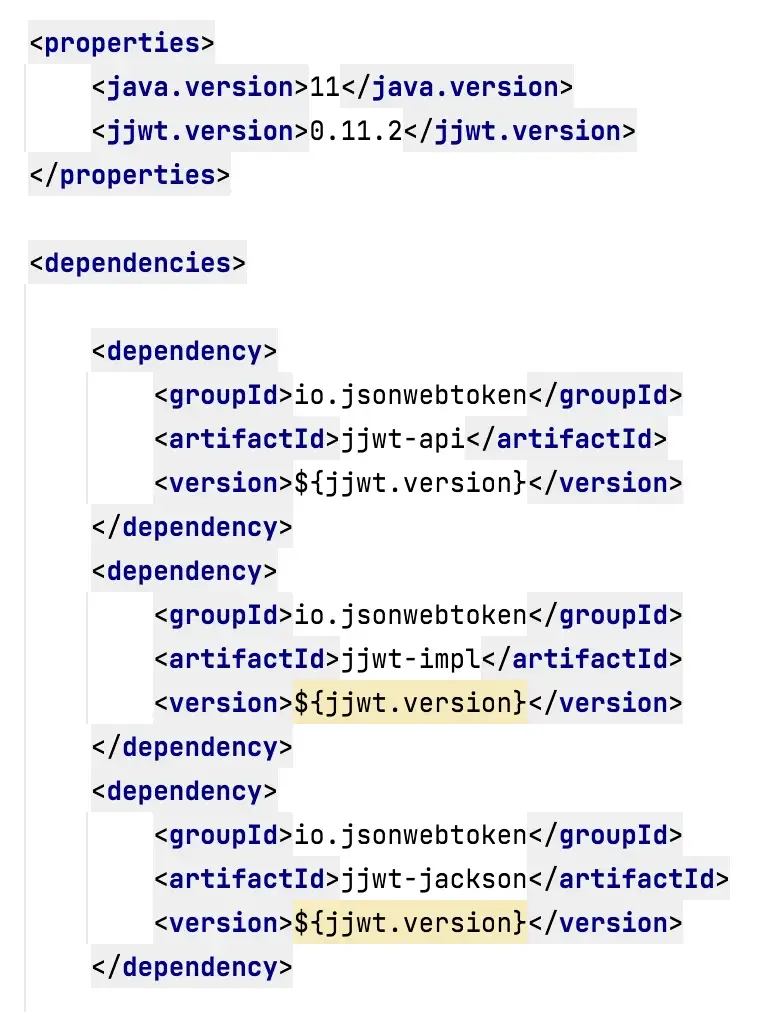 <properties>
    <java.version>11</java.version>
    <jjwt.version>0.11.2</jjwt.version>
</properties>

<dependencies>

    <dependency>
        <groupId>io.jsonwebtoken</groupId>
        <artifactId>jjwt-api</artifactId>
        <version>${jjwt.version}</version>
    </dependency>
    <dependency>
        <groupId>io.jsonwebtoken</groupId>
        <artifactId>jjwt-impl</artifactId>
        <version>${jjwt.version}</version>
    </dependency>
    <dependency>
        <groupId>io.jsonwebtoken</groupId>
        <artifactId>jjwt-jackson</artifactId>
        <version>${jjwt.version}</version>
    </dependency>